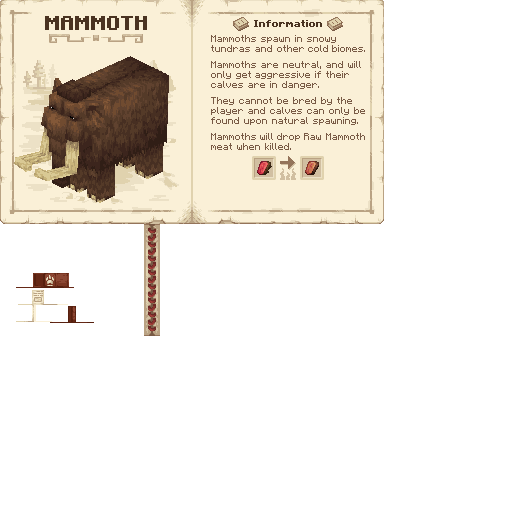 MAMMOTH
Information
Mammoths spawn in snowy
tundras and other cold biomes.
Mammoths are neutral, and will
only get aggressive if their
calves are in danger.
They cannot be bred by the
player and calves can only be
found upon natural spawning.
Mammoths will drop Raw Mammoth
meat when killed.